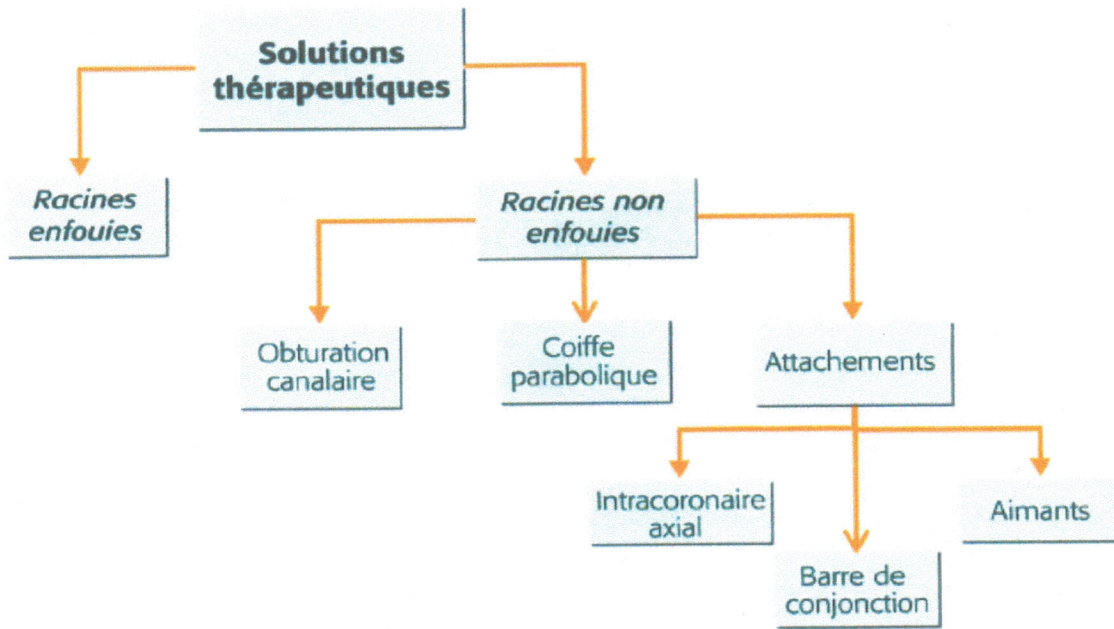 Solutions
thérapeutiques
Racines
enfouies
Racines non
enfouies
Obturation
canalaire
Coiffe
parabolique
Attachements
Intracoronaire
axial
Barre de
conjonction
Aimants